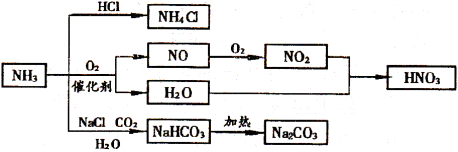 HCl
NH₄Cl
NH₃
O₂
催化剂
NO
O₂
NO₂
H₂O
HNO₃
NaCl CO₂
H₂O
NaHCO₃
加热
Na₂CO₃